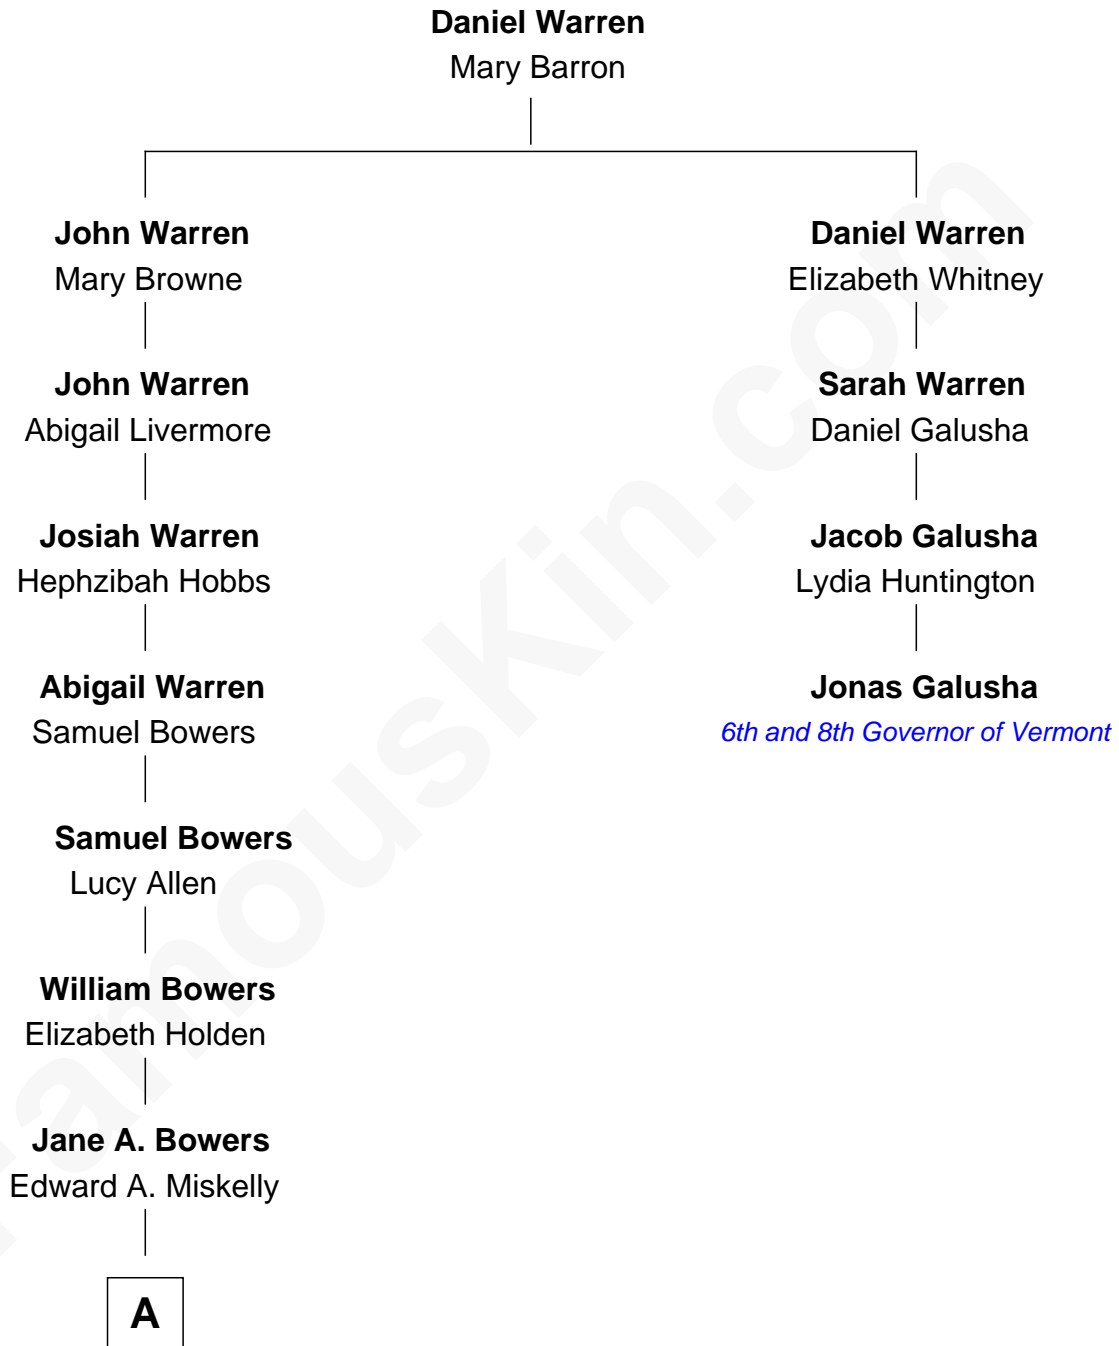 Daniel Warren
Mary Barron
John Warren
Mary Browne
Daniel Warren
Elizabeth Whitney
John Warren
Abigail Livermore
Sarah Warren
Daniel Galusha
Josiah Warren
Hephzibah Hobbs
Jacob Galusha
Lydia Huntington
Abigail Warren
Samuel Bowers
Jonas Galusha
6th and 8th Governor of Vermont
Samuel Bowers
Lucy Allen
William Bowers
Elizabeth Holden
Jane A. Bowers
Edward A. Miskelly
A
FamousKin.com